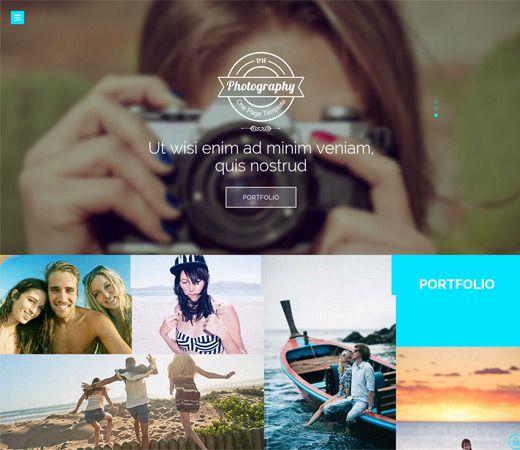 DW
Photography
One Page Template
Ut wisi enim ad minim veniam,
quis nostrud
PORTFOLIO
PORTFOLIO